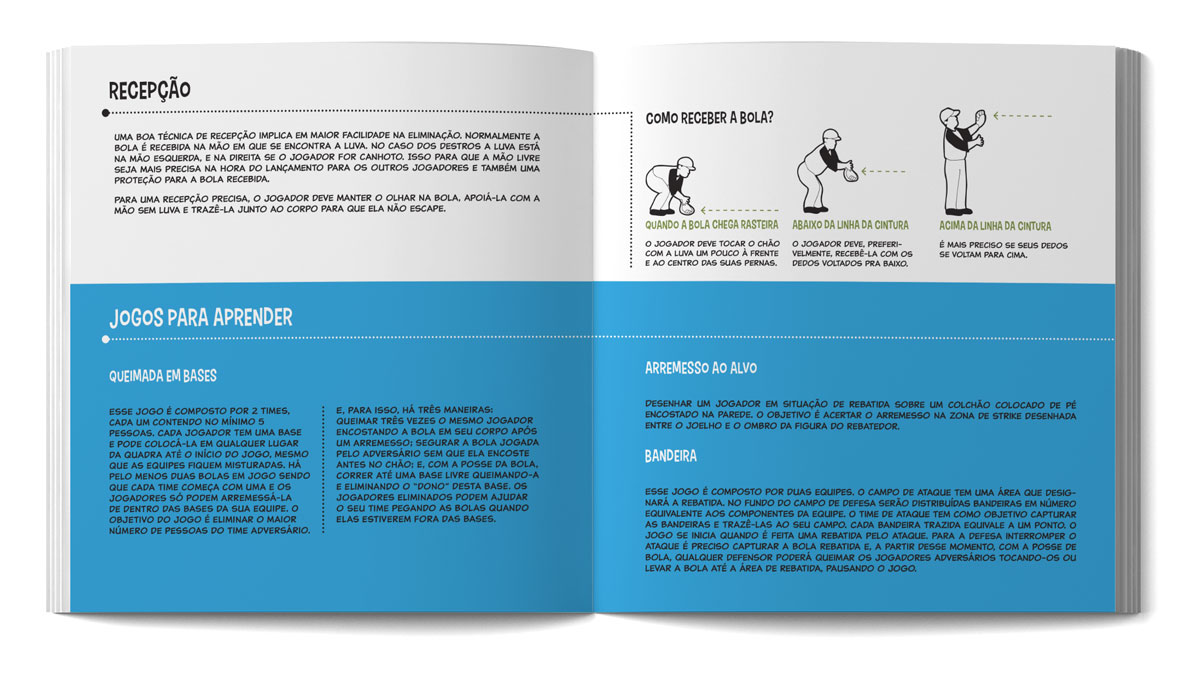 RECEPÇÃO
UMA BOA TÉCNICA DE RECEPÇÃO IMPLICA EM MAIOR FACILIDADE NA ELIMINAÇÃO. NORMALMENTE A
BOLA É RECEBIDA NA MÃO EM QUE SE ENCONTRA A LUVA. NO CASO DOS DESTROS A LUVA ESTÁ
NA MÃO ESQUERDA, E NA DIREITA SE O JOGADOR FOR CANHOTO. ISSO PARA QUE A MÃO LIVRE
SEJA MAIS PRECISA NA HORA DO LANÇAMENTO PARA OS OUTROS JOGADORES E TAMBÉM UMA
PROTEÇÃO PARA A BOLA RECEBIDA.
PARA UMA RECEPÇÃO PRECISA, O JOGADOR DEVE MANTER O OLHAR NA BOLA, APOIÁ-LA COM A
MÃO SEM LUVA E TRAZÊ-LA JUNTO AO CORPO PARA QUE ELA NÃO ESCAPE.
COMO RECEBER A BOLA?
QUANDO A BOLA CHEGA RASTEIRA
O JOGADOR DEVE TOCAR O CHÃO
COM A LUVA UM POUCO À FRENTE
E AO CENTRO DAS SUAS PERNAS.
ABAIXO DA LINHA DA CINTURA
O JOGADOR DEVE, PREFERI-
VELMENTE, RECEBÊ-LA COM OS
DEDOS VOLTADOS PRA BAIXO.
ACIMA DA LINHA DA CINTURA
É MAIS PRECISO SE SEUS DEDOS
SE VOLTAM PARA CIMA.
JOGOS PARA APRENDER
QUEIMADA EM BASES
ESSE JOGO É COMPOSTO POR 2 TIMES,
CADA UM CONTENDO NO MÍNIMO 5
PESSOAS. CADA JOGADOR TEM UMA BASE
E PODE COLOCÁ-LA EM QUALQUER LUGAR
DA QUADRA ATÉ O INÍCIO DO JOGO, MESMO
QUE AS EQUIPES FIQUEM MISTURADAS. HÁ
PELO MENOS DUAS BOLAS EM JOGO SENDO
QUE CADA TIME COMEÇA COM UMA E OS
JOGADORES SÓ PODEM ARREMESSÁ-LA
DE DENTRO DAS BASES DA SUA EQUIPE. O
OBJETIVO DO JOGO É ELIMINAR O MAIOR
NÚMERO DE PESSOAS DO TIME ADVERSÁRIO.
E, PARA ISSO, HÁ TRÊS MANEIRAS:
QUEIMAR TRÊS VEZES O MESMO JOGADOR
ENCOSTANDO A BOLA EM SEU CORPO APÓS
UM ARREMESSO; SEGURAR A BOLA JOGADA
PELO ADVERSÁRIO SEM QUE ELA ENCOSTE
ANTES NO CHÃO; E, COM A POSSE DA BOLA,
CORRER ATÉ UMA BASE LIVRE QUEIMANDO-A
E ELIMINANDO O "DONO" DESTA BASE. OS
JOGADORES ELIMINADOS PODEM AJUDAR
O SEU TIME PEGANDO AS BOLAS QUANDO
ELAS ESTIVEREM FORA DAS BASES.
ARREMESSO AO ALVO
DESENHAR UM JOGADOR EM SITUAÇÃO DE REBATIDA SOBRE UM COLCHÃO COLOCADO DE PÉ
ENCOSTADO NA PAREDE. O OBJETIVO É ACERTAR O ARREMESSO NA ZONA DE STRIKE DESENHADA
ENTRE O JOELHO E O OMBRO DA FIGURA DO REBATEDOR.
BANDEIRA
ESSE JOGO É COMPOSTO POR DUAS EQUIPES. O CAMPO DE ATAQUE TEM UMA ÁREA QUE DESIG-
NARÁ A REBATIDA. NO FUNDO DO CAMPO DE DEFESA SERÃO DISTRIBUÍDAS BANDEIRAS EM NÚMERO
EQUIVALENTE AOS COMPONENTES DA EQUIPE. O TIME DE ATAQUE TEM COMO OBJETIVO CAPTURAR
AS BANDEIRAS E TRAZÊ-LAS AO SEU CAMPO. CADA BANDEIRA TRAZIDA EQUIVALE A UM PONTO. O
JOGO SE INICIA QUANDO É FEITA UMA REBATIDA PELO ATAQUE. PARA A DEFESA INTERROMPER O
ATAQUE É PRECISO CAPTURAR A BOLA REBATIDA E, A PARTIR DESSE MOMENTO, COM A POSSE DE
BOLA, QUALQUER DEFENSOR PODERÁ QUEIMAR OS JOGADORES ADVERSÁRIOS TOCANDO-OS OU
LEVAR A BOLA ATÉ A ÁREA DE REBATIDA, PAUSANDO O JOGO.